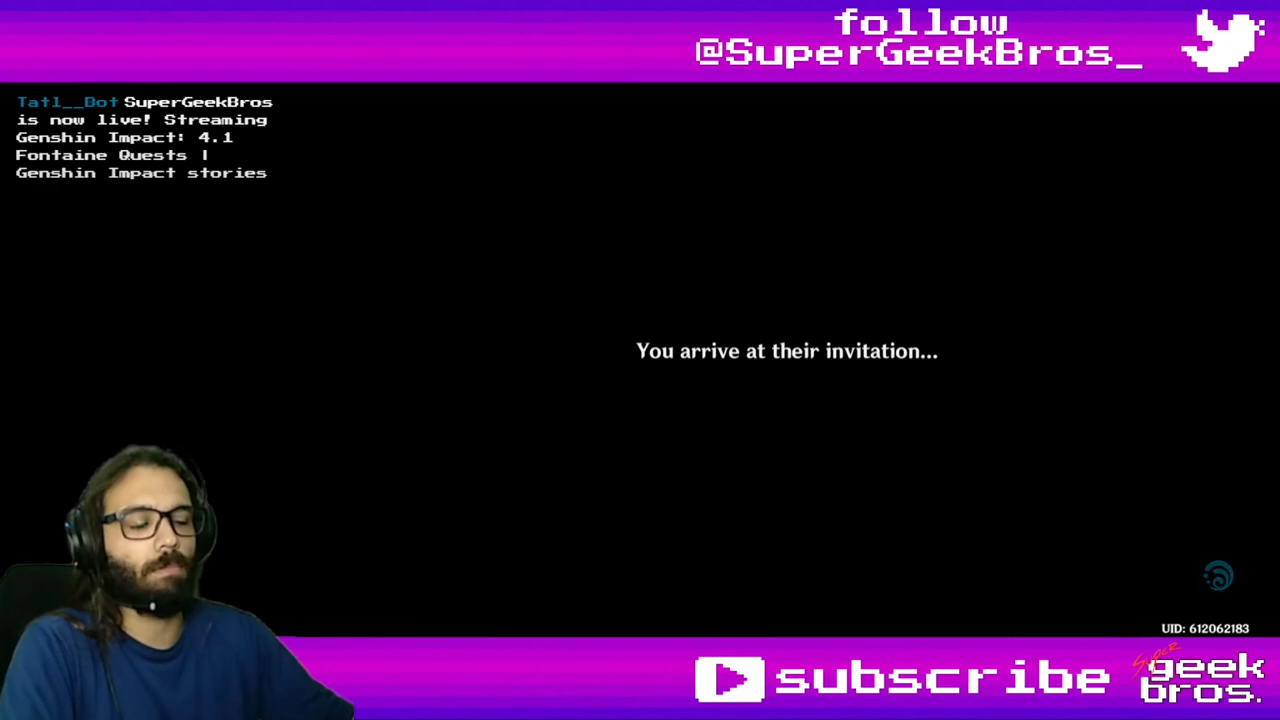 follow
@SuperGeekBros_
Tatl__Bot SuperGeekBros
is now live! Streaming
Genshin Impact: 4.1
Fontaine Quests |
Genshin Impact stories
You arrive at their invitation...
UID: 612062183
subscribe
SUPER
geek
bros.